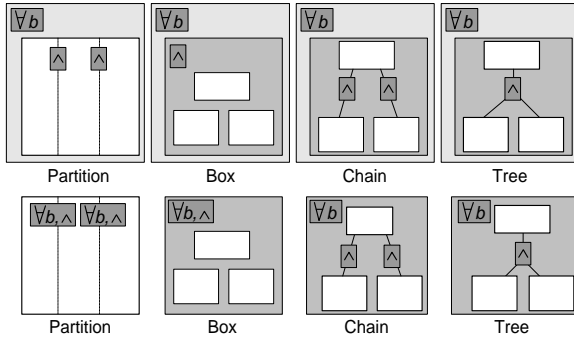 ∀b ∀b ∀b ∀b
∧ ∧ ∧ ∧ ∧ ∧
Partition Box Chain Tree
∀b,∧ ∀b,∧ ∀b,∧ ∀b ∀b
∧ ∧ ∧
Partition Box Chain Tree